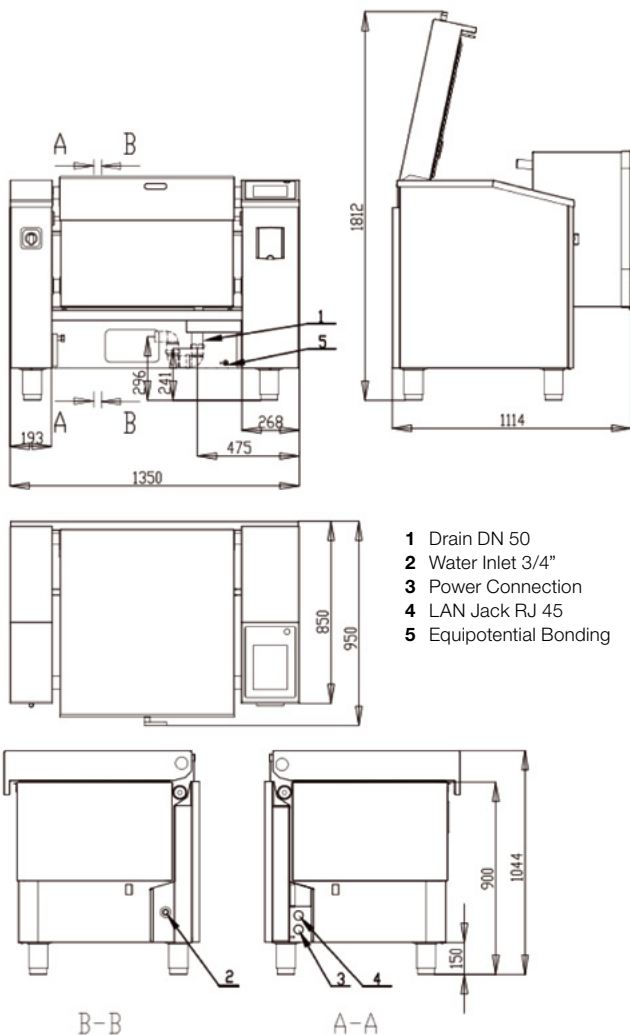 A B
1812
1
5
296
241
A B
193
268
475
1350
1114
1 Drain DN 50
2 Water Inlet 3/4”
3 Power Connection
4 LAN Jack RJ 45
5 Equipotential Bonding
850
950
2
3
4
150
900
1044
B-B
A-A